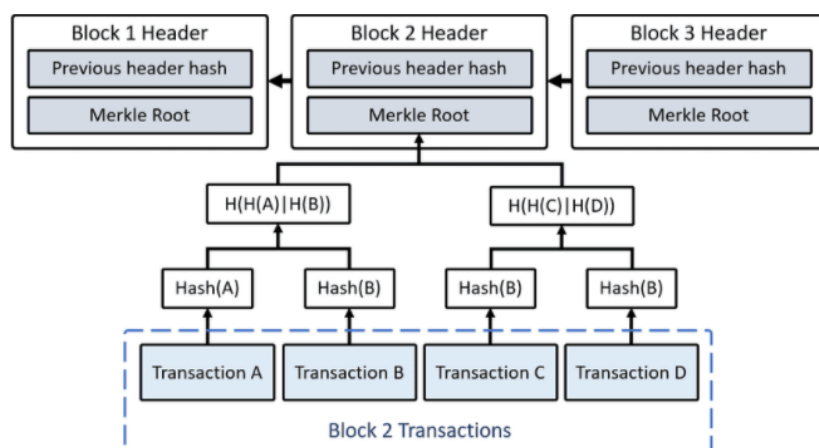 Block 1 Header
Previous header hash
Merkle Root
Block 2 Header
Previous header hash
Merkle Root
Block 3 Header
Previous header hash
Merkle Root
H(H(A)|H(B))
H(H(C)|H(D))
Hash(A)
Hash(B)
Hash(B)
Hash(B)
Transaction A
Transaction B
Transaction C
Transaction D
Block 2 Transactions